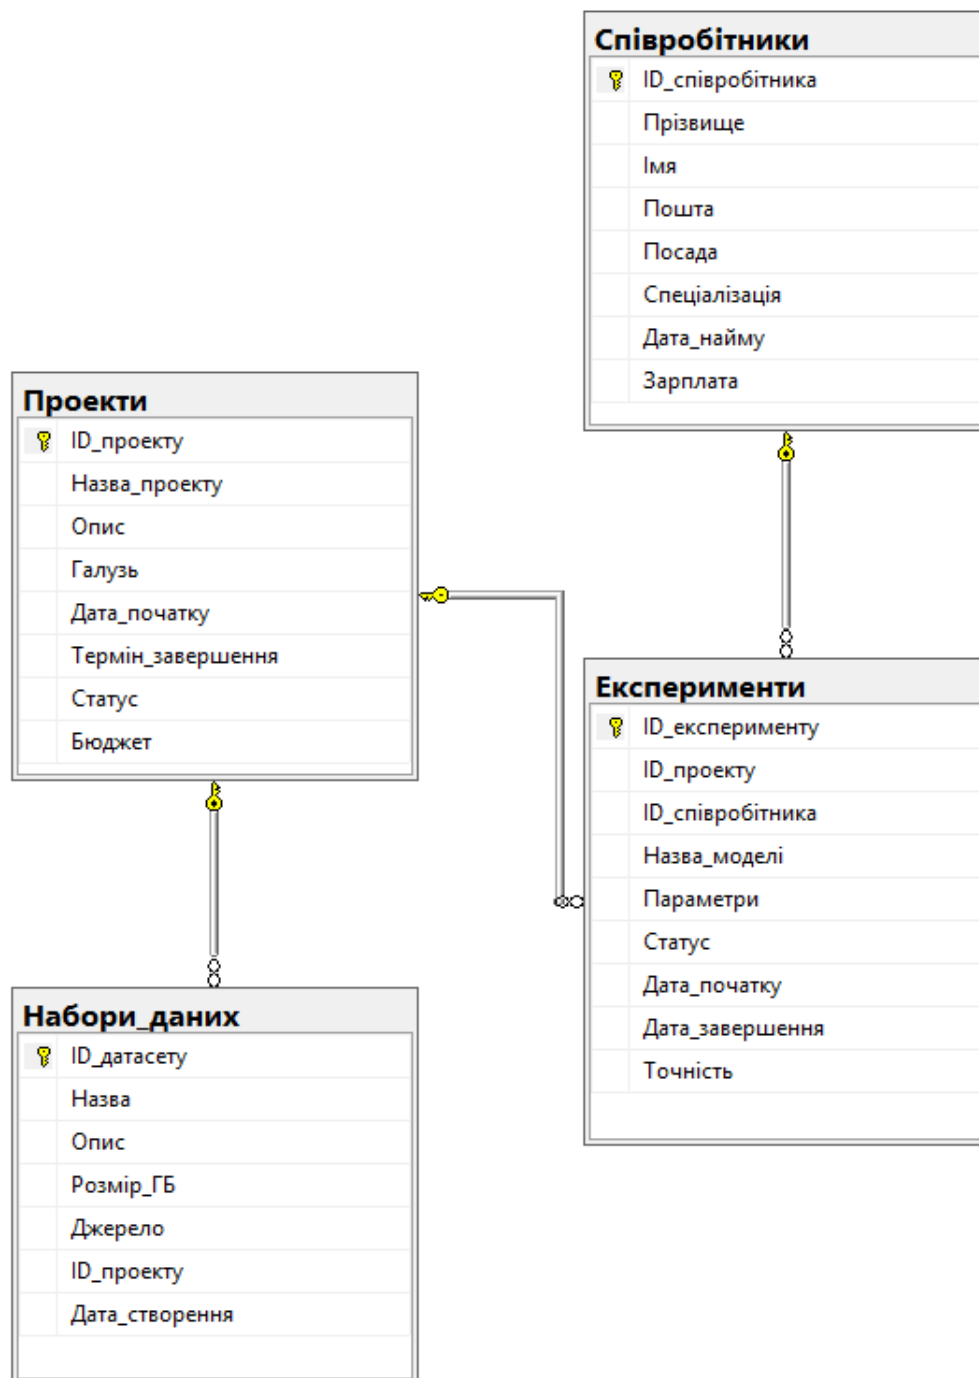 Співробітники
ID_співробітника
Прізвище
Імя
Пошта
Посада
Спеціалізація
Дата_найму
Зарплата
Проекти
ID_проекту
Назва_проекту
Опис
Галузь
Дата_початку
Термін_завершення
Статус
Бюджет
Експерименти
ID_експерименту
ID_проекту
ID_співробітника
Назва_моделі
Параметри
Статус
Дата_початку
Дата_завершення
Точність
Набори_даних
ID_датасету
Назва
Опис
Розмір_ГБ
Джерело
ID_проекту
Дата_створення